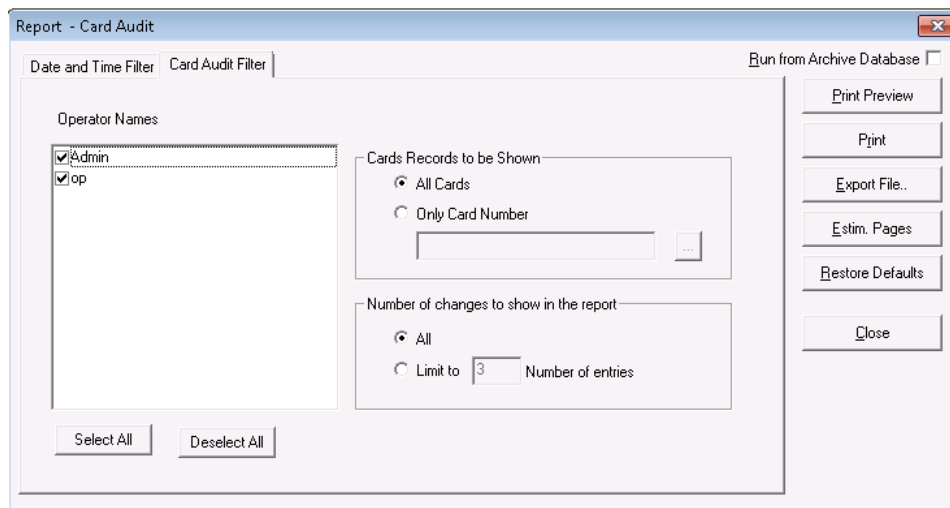 Report - Card Audit
Date and Time Filter
Card Audit Filter
Run from Archive Database
Operator Names
Admin
op
Cards Records to be Shown
All Cards
Only Card Number
...
Number of changes to show in the report
All
Limit to 3 Number of entries
Select All
Deselect All
Print Preview
Print
Export File..
Estim. Pages
Restore Defaults
Close